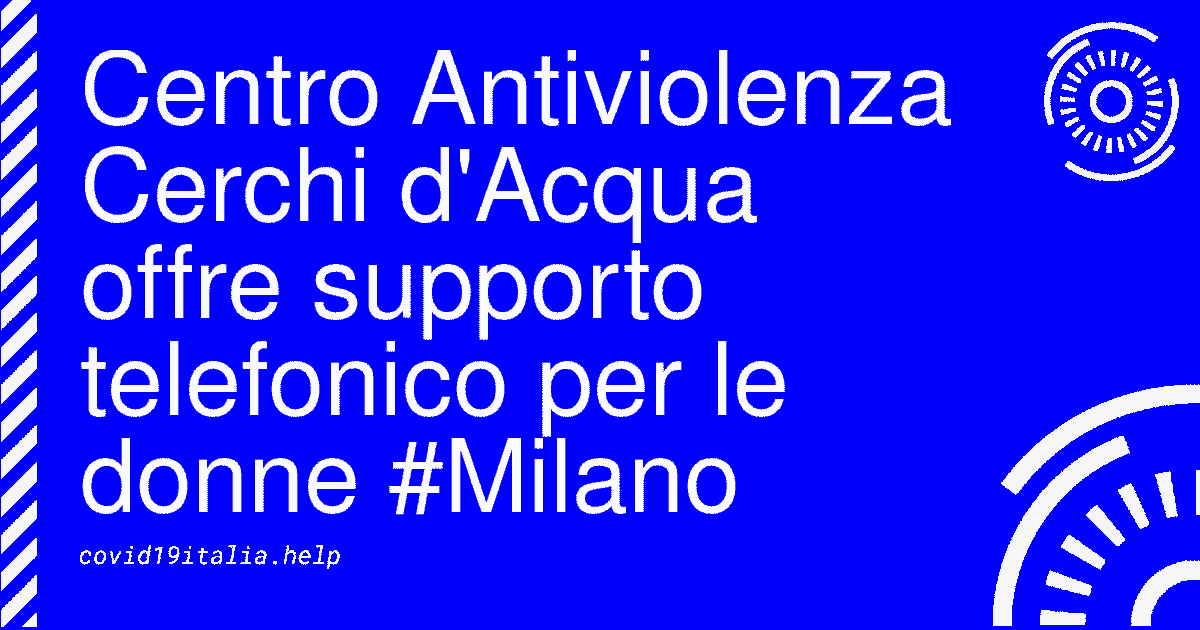 Centro Antiviolenza
Cerchi d'Acqua
offre supporto
telefonico per le
donne #Milano
covid19italia.help